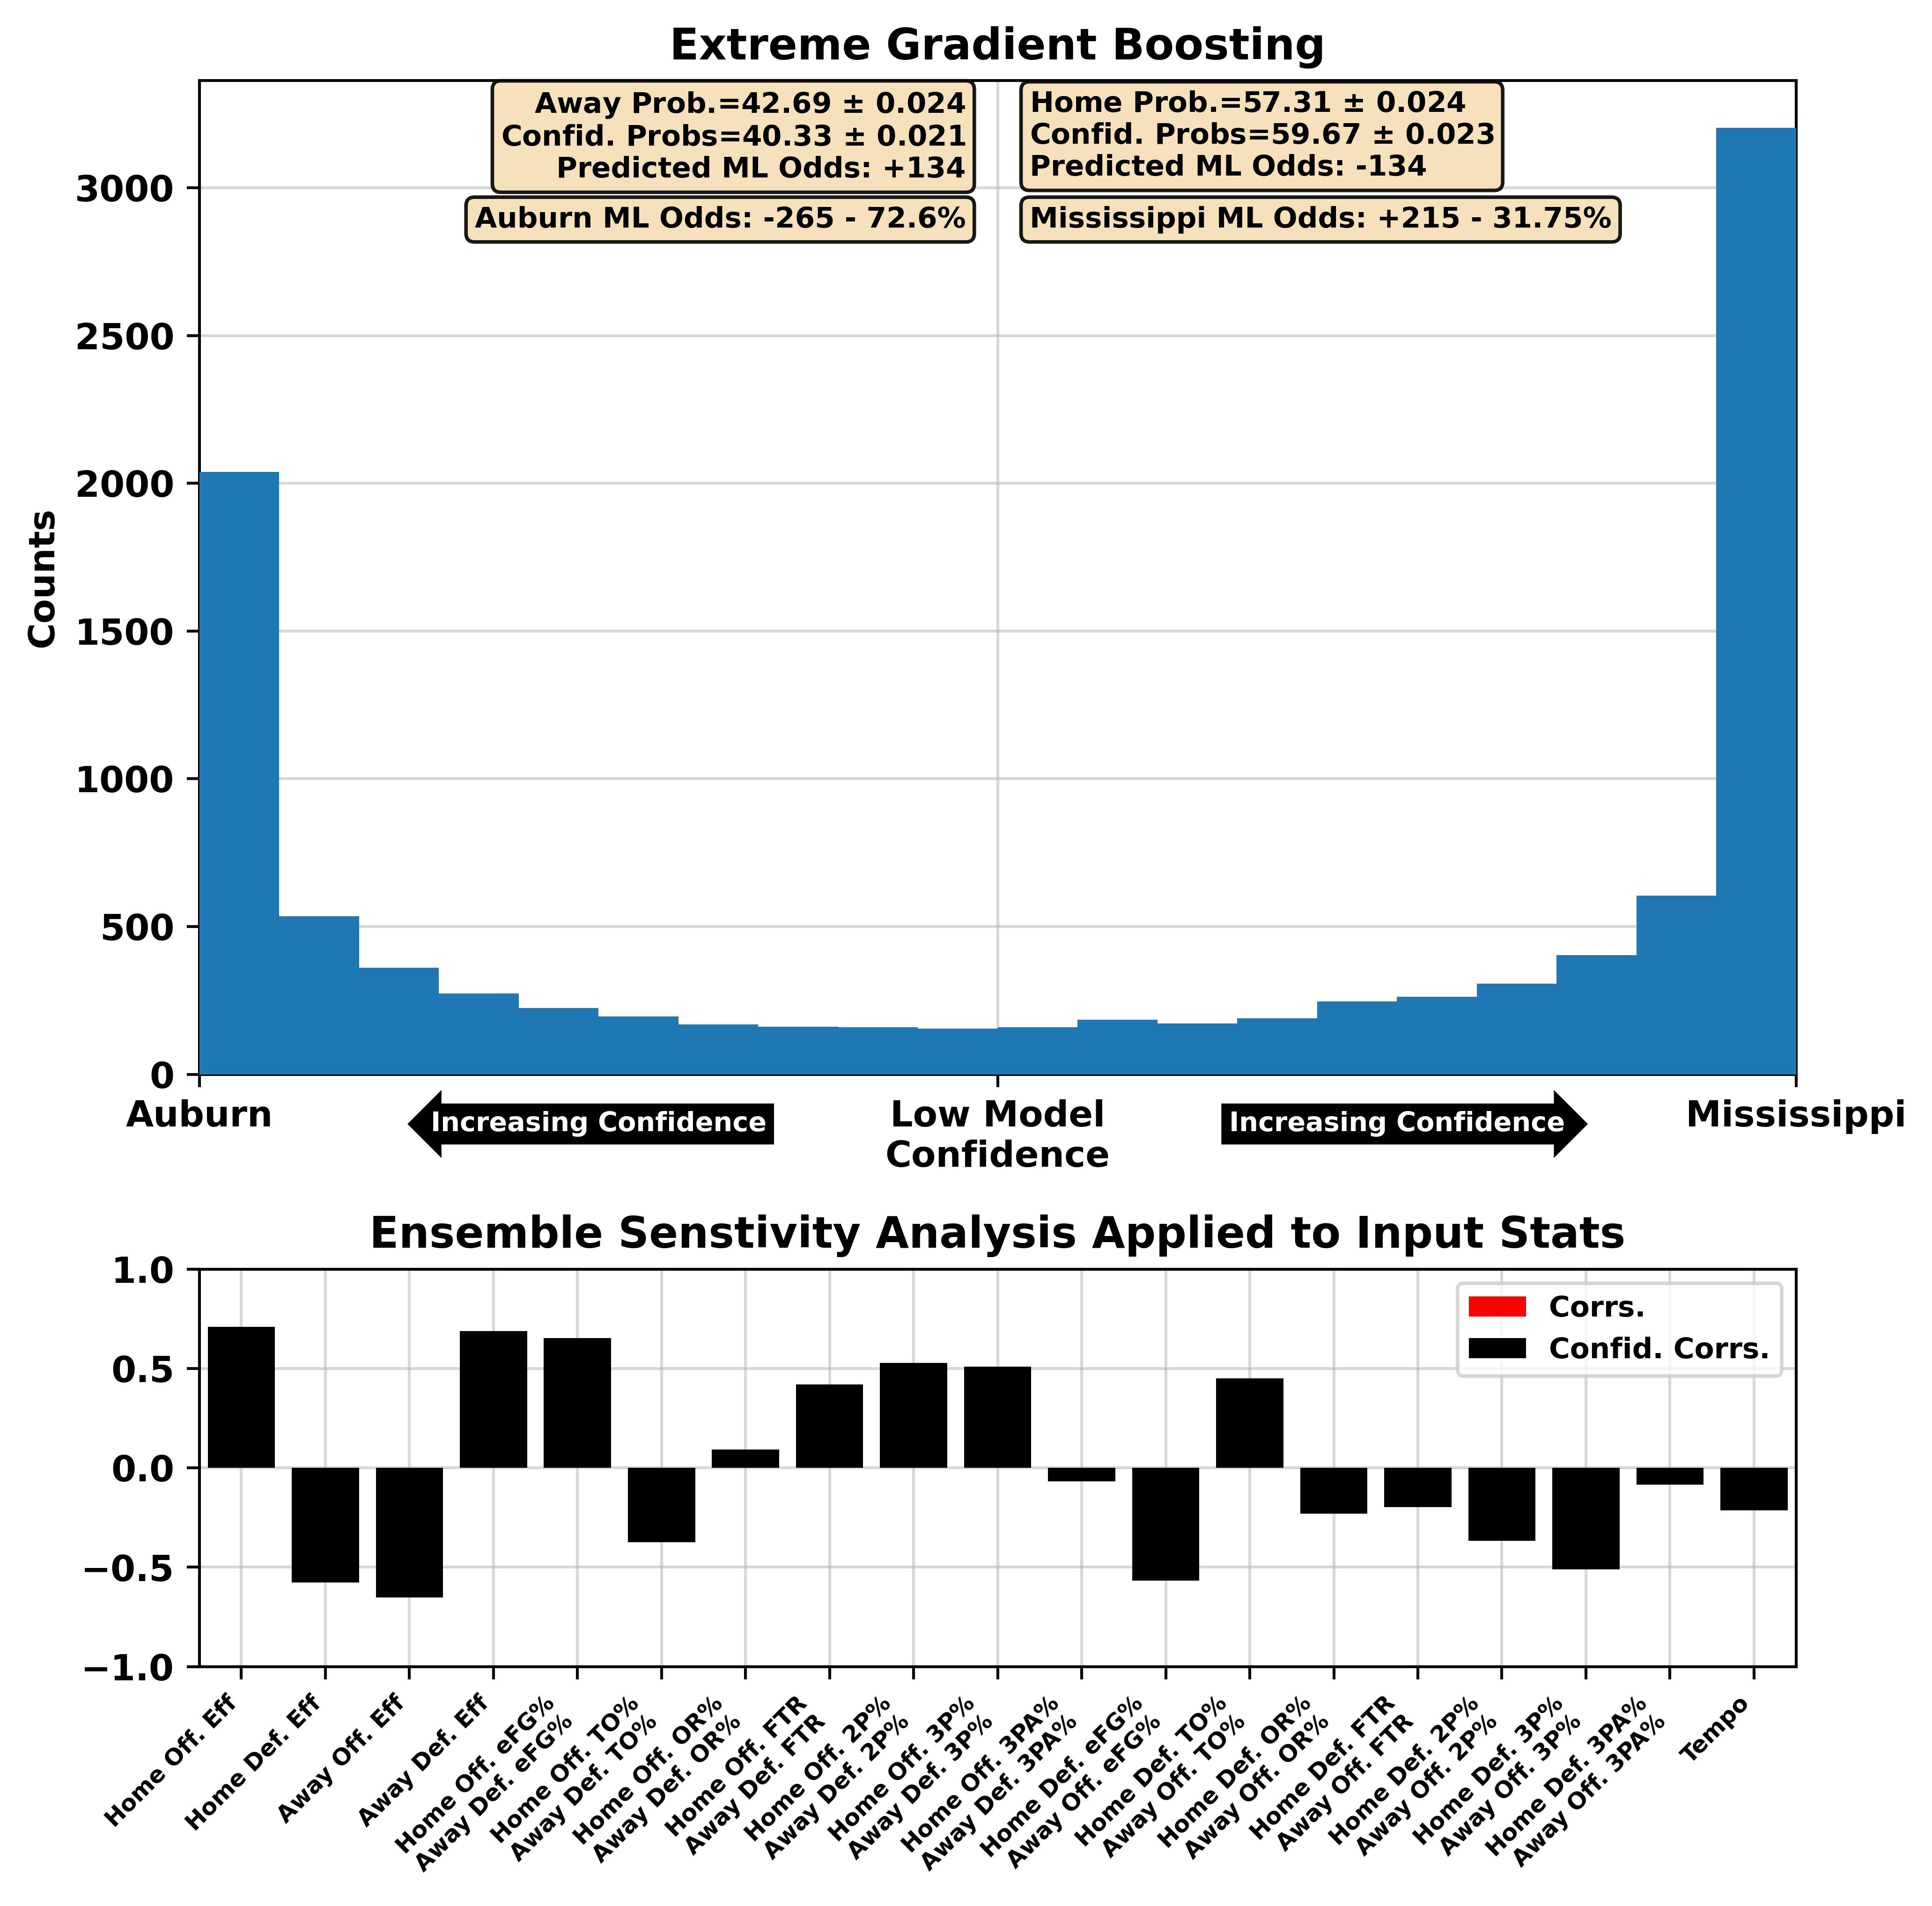 Extreme Gradient Boosting
Away Prob.=42.69 ± 0.024
Confid. Probs=40.33 ± 0.021
Predicted ML Odds: +134
Home Prob.=57.31 ± 0.024
Confid. Probs=59.67 ± 0.023
Predicted ML Odds: -134
Auburn ML Odds: -265 - 72.6%
Mississippi ML Odds: +215 - 31.75%
Counts
3000
2500
2000
1500
1000
500
0
Auburn
Increasing Confidence
Low Model
Confidence
Increasing Confidence
Mississippi
Ensemble Senstivity Analysis Applied to Input Stats
1.0
0.5
0.0
−0.5
−1.0
Corrs.
Confid. Corrs.
Home Off. Eff
Home Def. Eff
Away Off. Eff
Away Def. Eff
Home Off. eFG%
Away Def. eFG%
Home Off. TO%
Away Def. TO%
Home Off. OR%
Away Def. OR%
Home Off. FTR
Away Def. FTR
Home Off. 2P%
Away Def. 2P%
Home Off. 3P%
Away Def. 3P%
Home Off. 3PA%
Away Def. 3PA%
Home Def. eFG%
Away Off. eFG%
Home Def. TO%
Away Off. TO%
Home Def. OR%
Away Off. OR%
Home Def. FTR
Away Off. FTR
Home Def. 2P%
Away Off. 2P%
Home Def. 3P%
Away Off. 3P%
Home Def. 3PA%
Away Off. 3PA%
Tempo